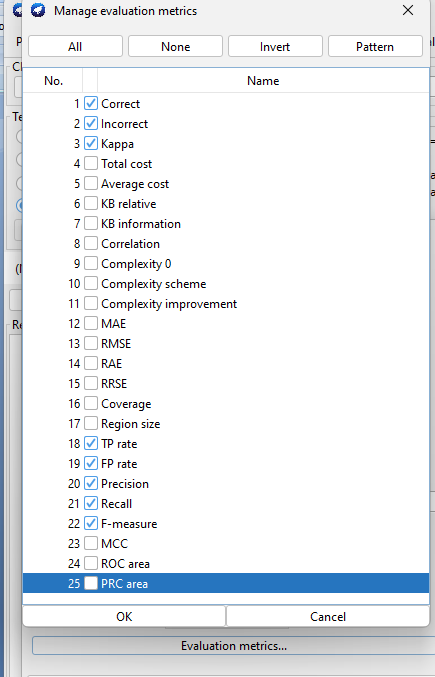 Manage evaluation metrics
All None Invert Pattern
No. Name
1 Correct
2 Incorrect
3 Kappa
4 Total cost
5 Average cost
6 KB relative
7 KB information
8 Correlation
9 Complexity 0
10 Complexity scheme
11 Complexity improvement
12 MAE
13 RMSE
14 RAE
15 RRSE
16 Coverage
17 Region size
18 TP rate
19 FP rate
20 Precision
21 Recall
22 F-measure
23 MCC
24 ROC area
25 PRC area
OK Cancel
Evaluation metrics...